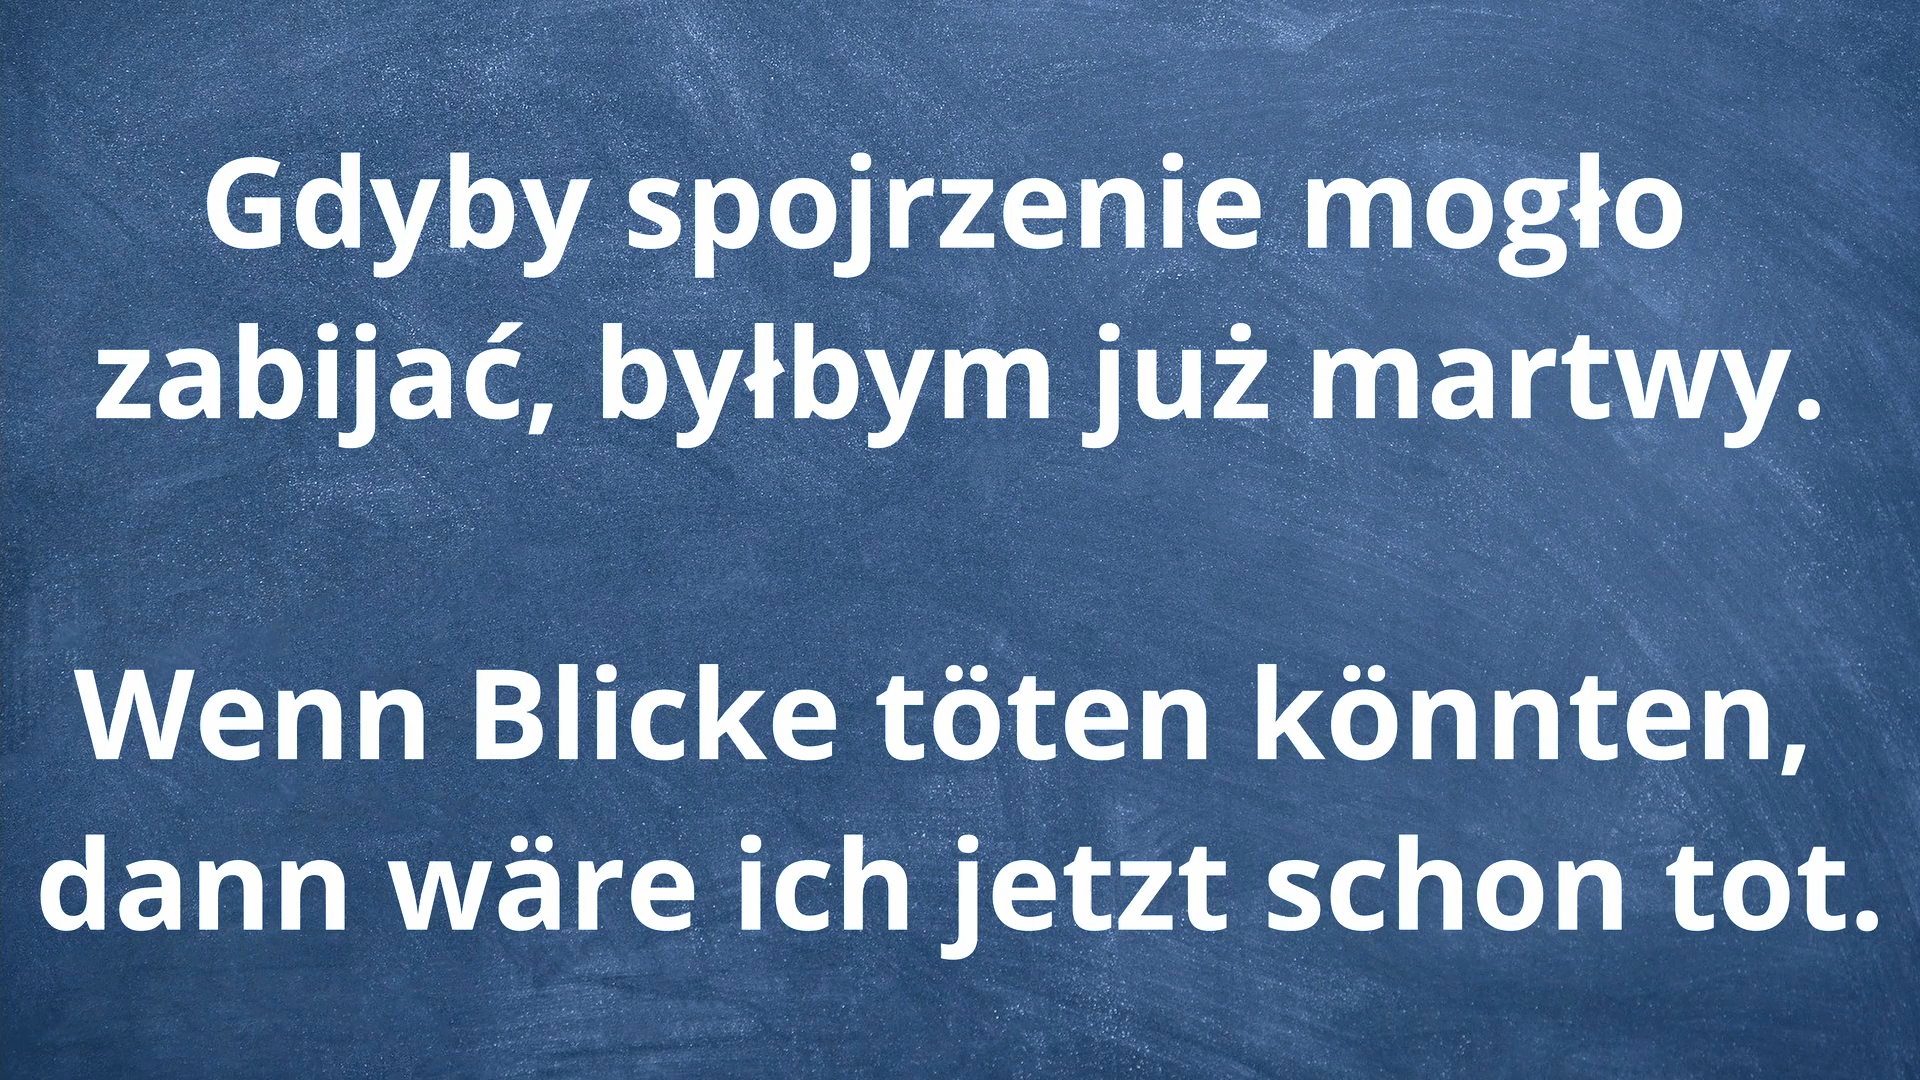 Gdyby spojrzenie mogło
zabijać, byłbym już martwy.
Wenn Blicke töten könnten,
dann wäre ich jetzt schon tot.